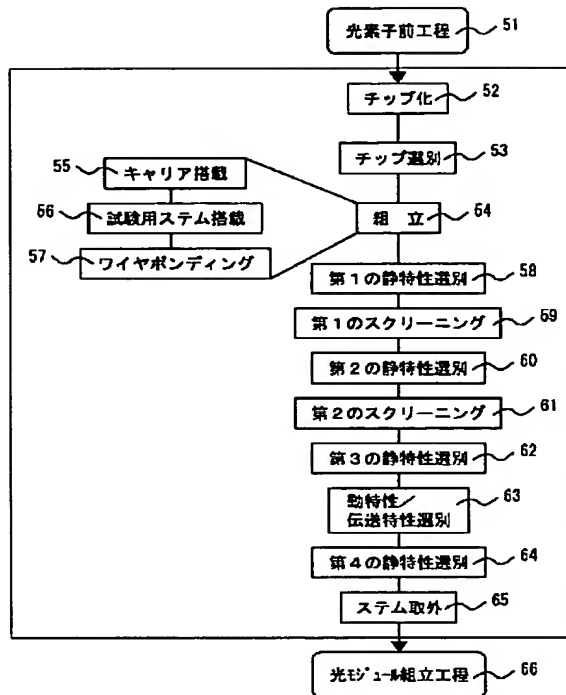 光素子前工程 51
チップ化 52
チップ選別 53
55 キャリア搭載
56 試験用ステム搭載
組 立 54
57 ワイヤボンディング
第1の静特性選別 58
第1のスクリーニング 59
第2の静特性選別 60
第2のスクリーニング 61
第3の静特性選別 62
動特性/
伝送特性選別 63
第4の静特性選別 64
ステム取外 65
光モジュール組立工程 66